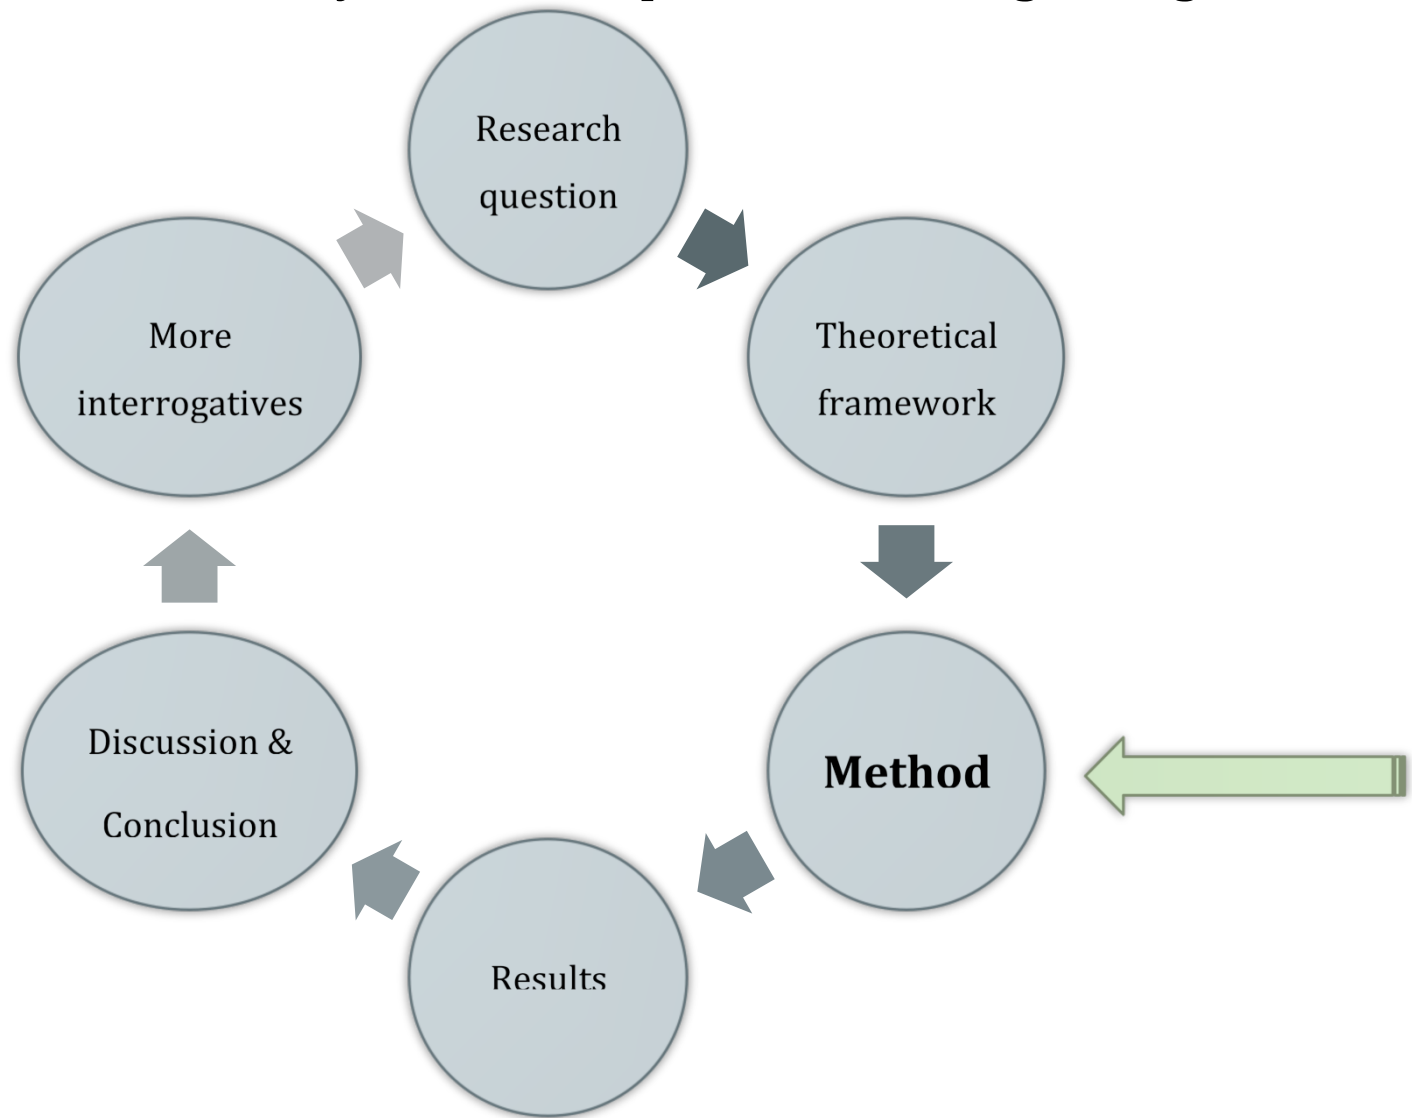 Research
question
Theoretical
framework
Method
Results
Discussion &
Conclusion
More
interrogatives